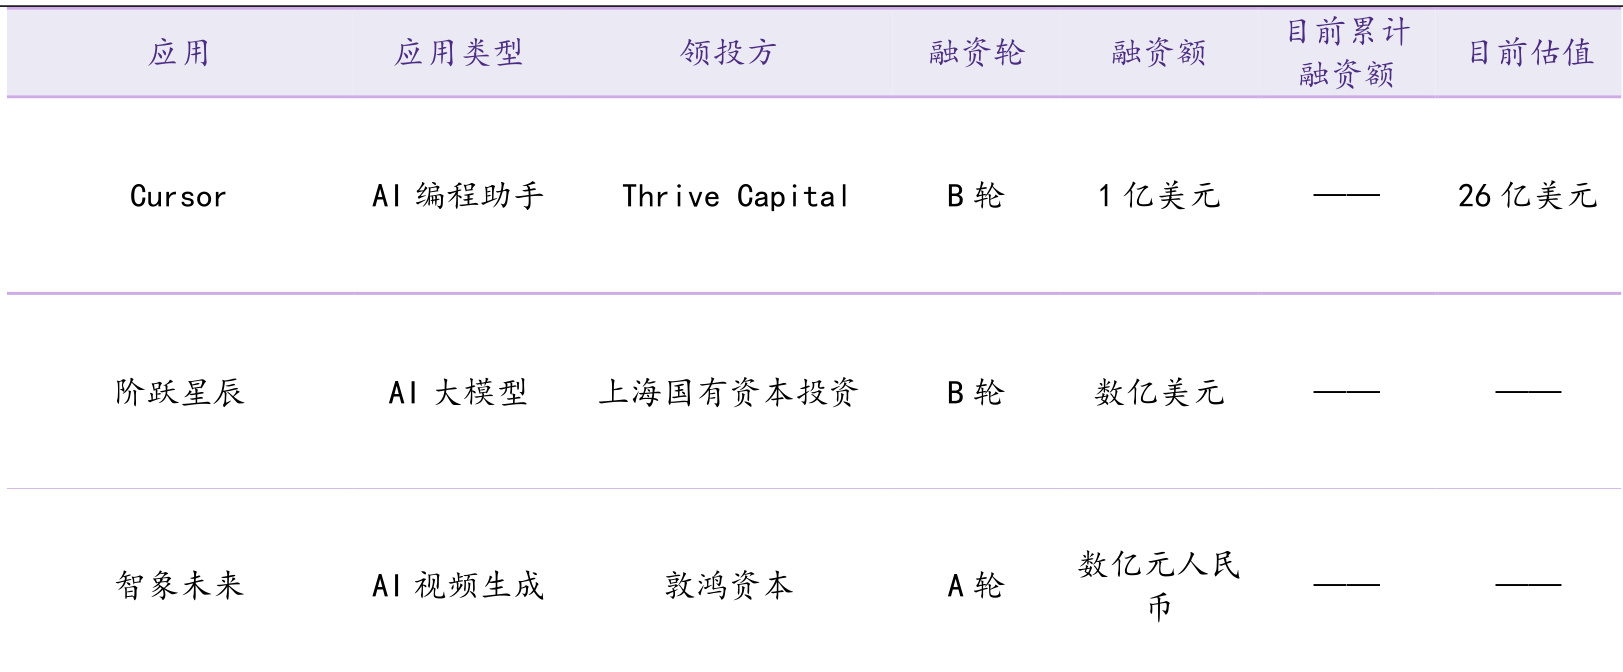 应用 应用类型 领投方 融资轮 融资额 目前累计融资额 目前估值
Cursor AI 编程助手 Thrive Capital B 轮 1 亿美元 —— 26 亿美元
阶跃星辰 AI 大模型 上海国有资本投资 B 轮 数亿美元 —— ——
智象未来 AI 视频生成 敦鸿资本 A 轮 数亿元人民币 —— ——